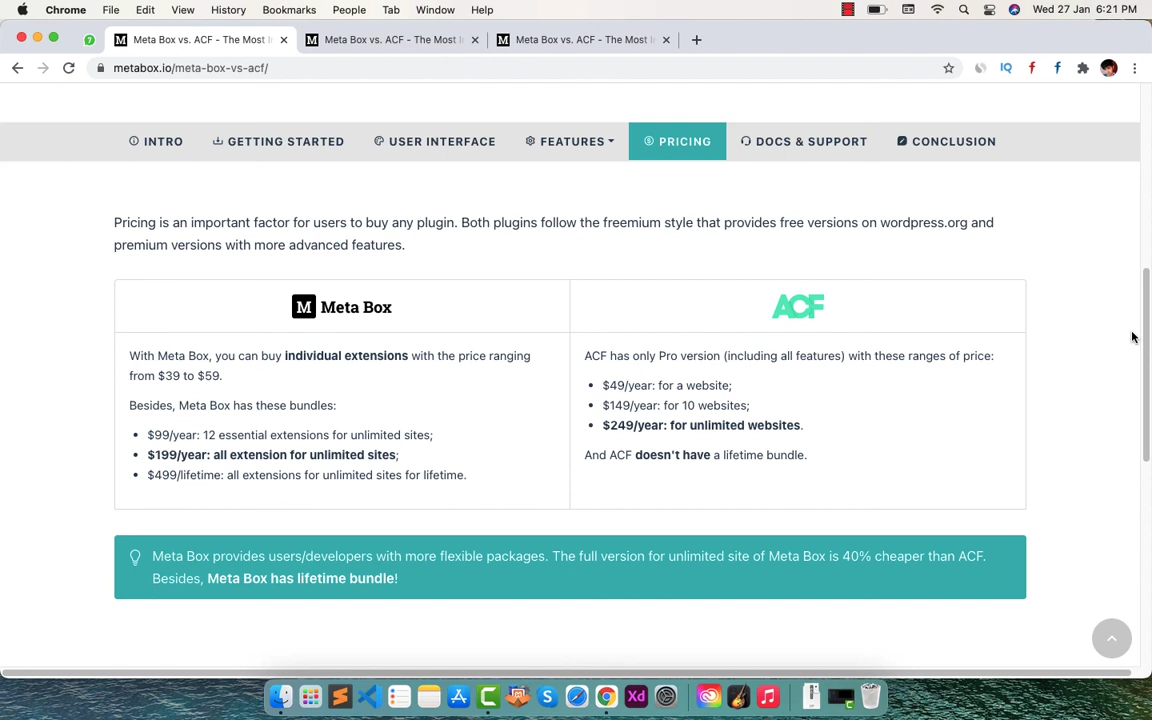 Chrome File Edit View History Bookmarks People Tab Window Help Wed 27 Jan 6:21 PM
Meta Box vs. ACF - The Most I Meta Box vs. ACF - The Most I Meta Box vs. ACF - The Most I
metabox.io/meta-box-vs-acf/ IQ
INTRO GETTING STARTED USER INTERFACE FEATURES PRICING DOCS & SUPPORT CONCLUSION
Pricing is an important factor for users to buy any plugin. Both plugins follow the freemium style that provides free versions on wordpress.org and
premium versions with more advanced features.
M Meta Box
ACF
With Meta Box, you can buy individual extensions with the price ranging
from $39 to $59.
Besides, Meta Box has these bundles:
• $99/year: 12 essential extensions for unlimited sites;
• $199/year: all extension for unlimited sites;
• $499/lifetime: all extensions for unlimited sites for lifetime.
ACF has only Pro version (including all features) with these ranges of price:
• $49/year: for a website;
• $149/year: for 10 websites;
• $249/year: for unlimited websites.
And ACF doesn't have a lifetime bundle.
Meta Box provides users/developers with more flexible packages. The full version for unlimited site of Meta Box is 40% cheaper than ACF.
Besides, Meta Box has lifetime bundle!